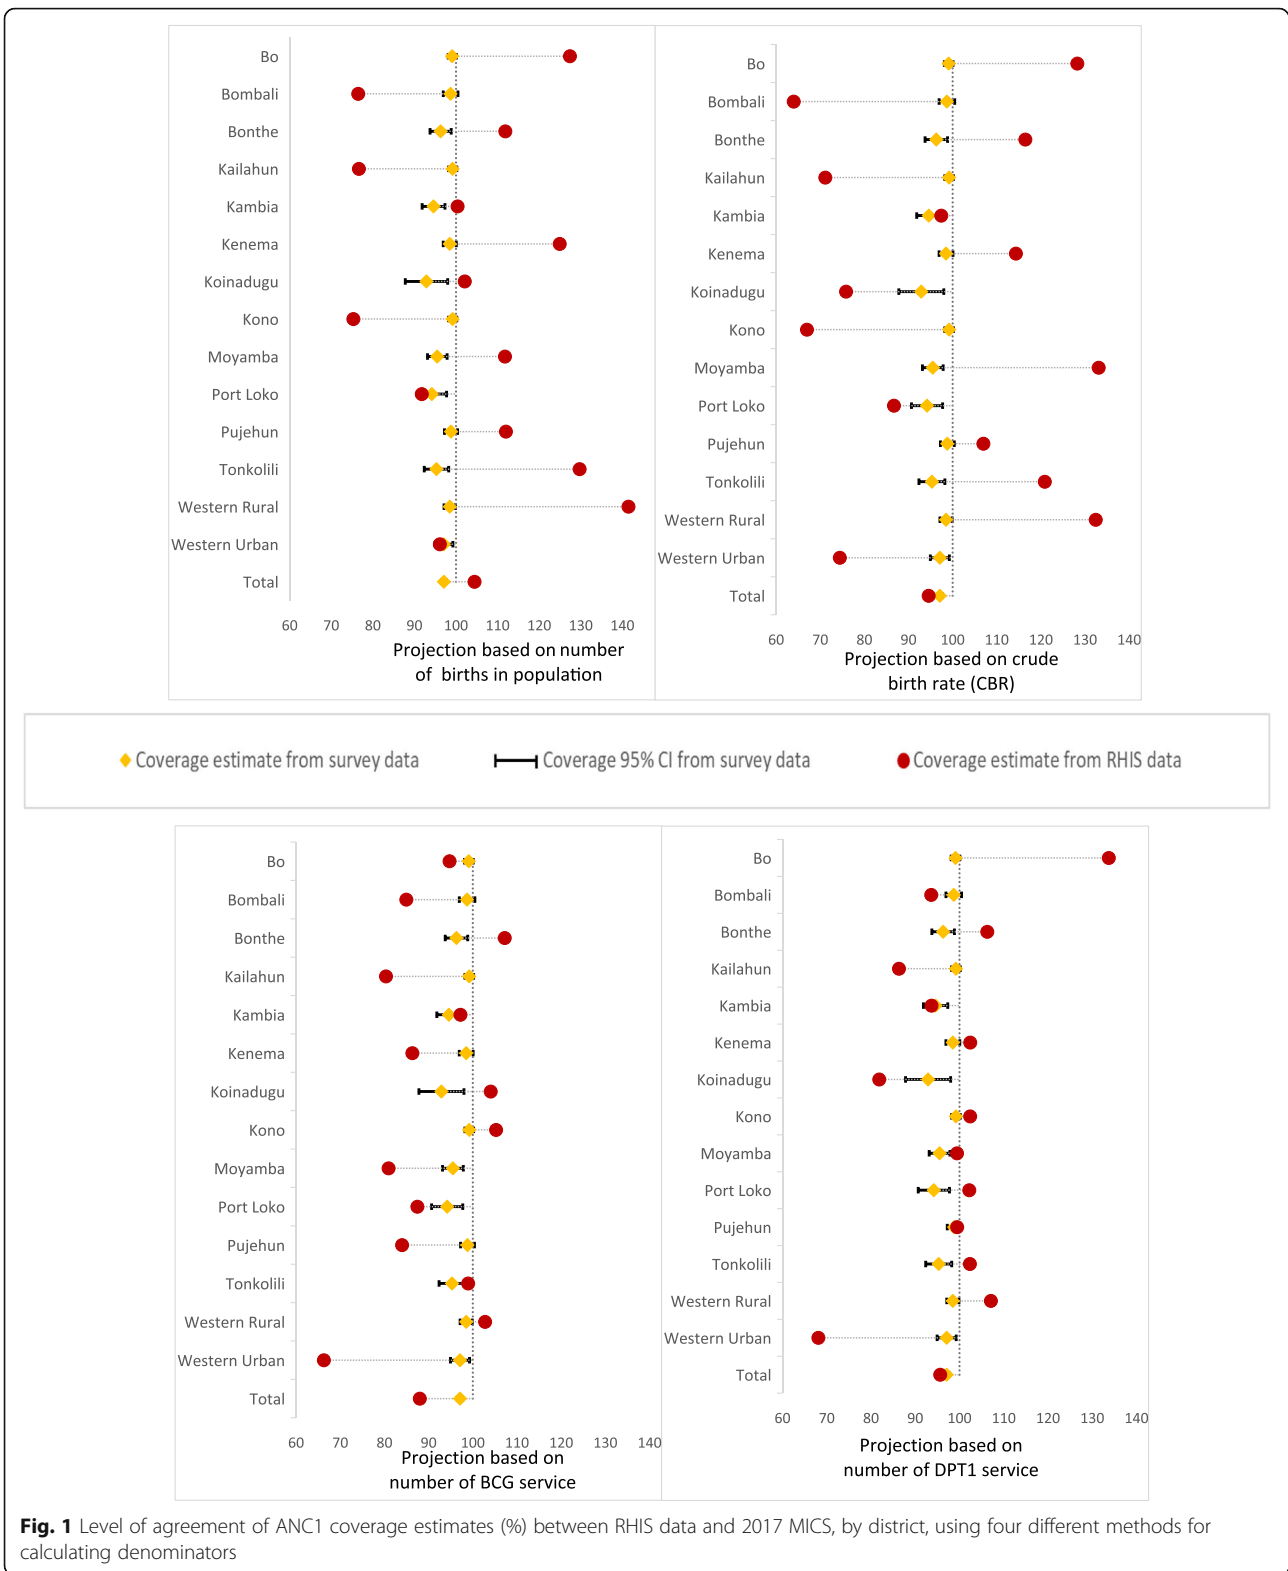 Bo
Bombali
Bonthe
Kailahun
Kambia
Kenema
Koinadugu
Kono
Moyamba
Port Loko
Pujehun
Tonkolili
Western Rural
Western Urban
Total
60 70 80 90 100 110 120 130 140
Projection based on number
of births in population
Bo
Bombali
Bonthe
Kailahun
Kambia
Kenema
Koinadugu
Kono
Moyamba
Port Loko
Pujehun
Tonkolili
Western Rural
Western Urban
Total
60 70 80 90 100 110 120 130 140
Projection based on crude
birth rate (CBR)
Coverage estimate from survey data Coverage 95% CI from survey data Coverage estimate from RHIS data
Bo
Bombali
Bonthe
Kailahun
Kambia
Kenema
Koinadugu
Kono
Moyamba
Port Loko
Pujehun
Tonkolili
Western Rural
Western Urban
Total
60 70 80 90 100 110 120 130 140
Projection based on
number of BCG service
Bo
Bombali
Bonthe
Kailahun
Kambia
Kenema
Koinadugu
Kono
Moyamba
Port Loko
Pujehun
Tonkolili
Western Rural
Western Urban
Total
60 70 80 90 100 110 120 130 140
Projection based on
number of DPT1 service
Fig. 1 Level of agreement of ANC1 coverage estimates (%) between RHIS data and 2017 MICS, by district, using four different methods for
calculating denominators